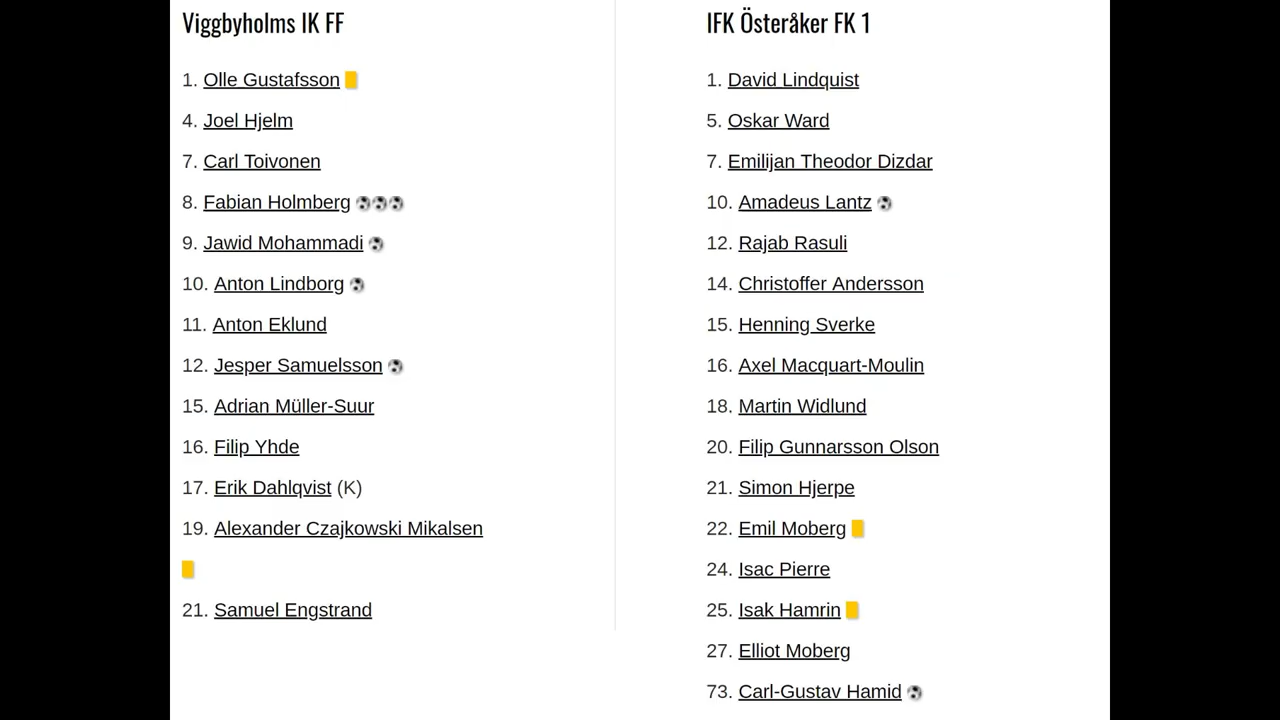 Viggbyholms IK FF
1. Olle Gustafsson
4. Joel Hjelm
7. Carl Toivonen
8. Fabian Holmberg
9. Jawid Mohammadi
10. Anton Lindborg
11. Anton Eklund
12. Jesper Samuelsson
15. Adrian Müller-Suur
16. Filip Yhde
17. Erik Dahlqvist (K)
19. Alexander Czajkowski Mikalsen
21. Samuel Engstrand
IFK Österåker FK 1
1. David Lindquist
5. Oskar Ward
7. Emilijan Theodor Dizdar
10. Amadeus Lantz
12. Rajab Rasuli
14. Christoffer Andersson
15. Henning Sverke
16. Axel Macquart-Moulin
18. Martin Widlund
20. Filip Gunnarsson Olson
21. Simon Hjerpe
22. Emil Moberg
24. Isac Pierre
25. Isak Hamrin
27. Elliot Moberg
73. Carl-Gustav Hamid